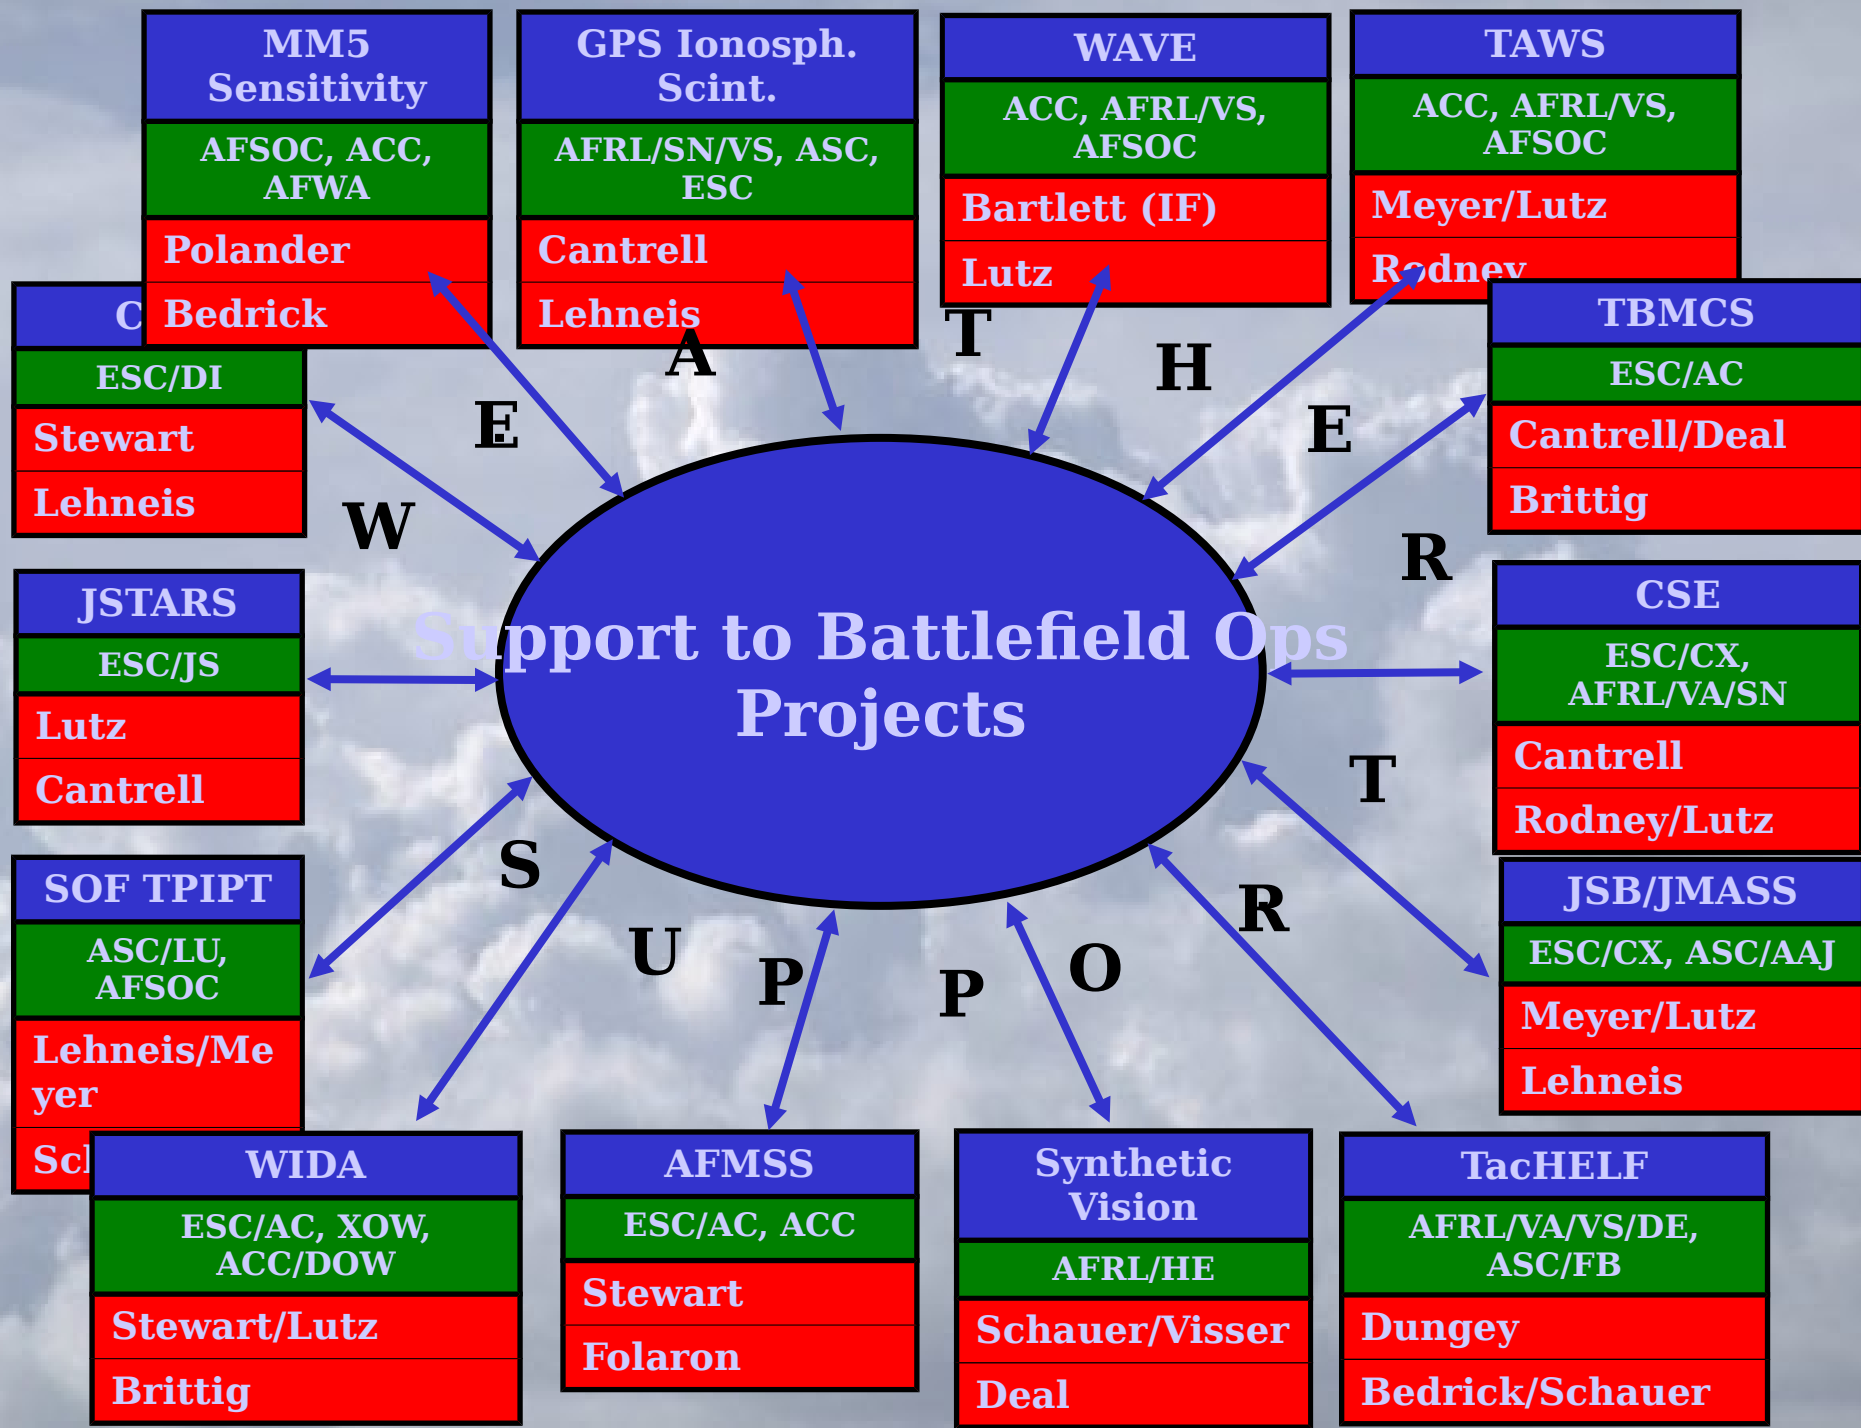 MM5
Sensitivity
AFSOC, ACC,
AFWA
Polander
Bedrick
GPS Ionosph.
Scint.
AFRL/SN/VS, ASC,
ESC
Cantrell
Lehneis
WAVE
ACC, AFRL/VS,
AFSOC
Bartlett (IF)
Lutz
TAWS
ACC, AFRL/VS,
AFSOC
Meyer/Lutz
Rodney
ESC/DI
Stewart
Lehneis
TBMCS
ESC/AC
Cantrell/Deal
Brittig
W
E
A
T
H
E
R
JSTARS
ESC/JS
Lutz
Cantrell
Support to Battlefield Ops
Projects
CSE
ESC/CX,
AFRL/VA/SN
Cantrell
Rodney/Lutz
SOF TPIPT
ASC/LU,
AFSOC
Lehneis/Me
yer
S
U
P
P
O
R
T
JSB/JMASS
ESC/CX, ASC/AAJ
Meyer/Lutz
Lehneis
WIDA
ESC/AC, XOW,
ACC/DOW
Stewart/Lutz
Brittig
AFMSS
ESC/AC, ACC
Stewart
Folaron
Synthetic
Vision
AFRL/HE
Schauer/Visser
Deal
TacHELF
AFRL/VA/VS/DE,
ASC/FB
Dungey
Bedrick/Schauer